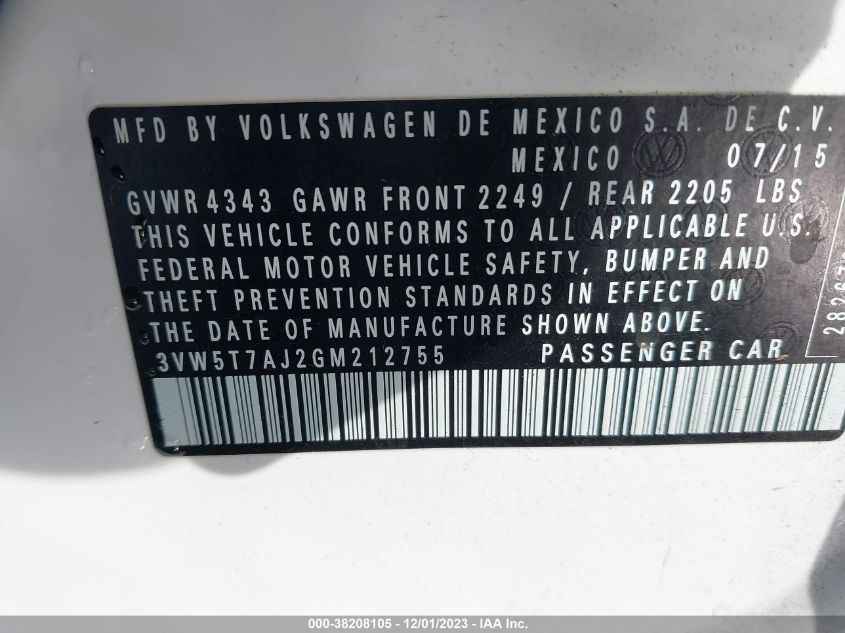 MFD BY VOLKSWAGEN DE MEXICO S.A. DE C.V.
MEXICO 07/15
GVWR 4343 GAWR FRONT 2249 / REAR 2205 LBS
THIS VEHICLE CONFORMS TO ALL APPLICABLE U.S.
FEDERAL MOTOR VEHICLE SAFETY, BUMPER AND
THEFT PREVENTION STANDARDS IN EFFECT ON
THE DATE OF MANUFACTURE SHOWN ABOVE.
3VW5T7AJ2GM212755 PASSENGER CAR
000-38208105 - 12/01/2023 - IAA Inc.